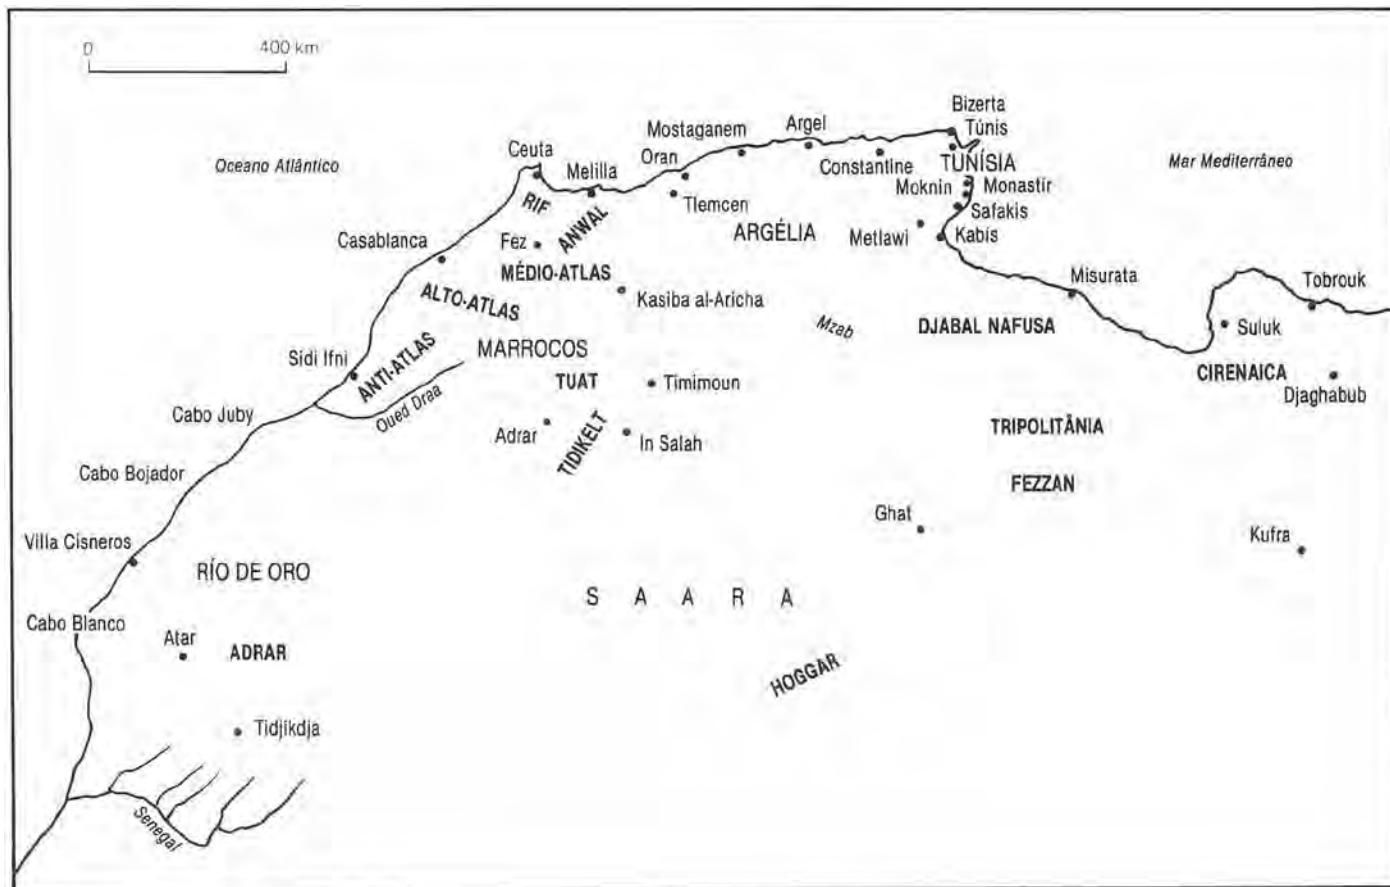 0 400 km
Bizerta
Túnis
Argel
Mostaganem
Oceano Atlântico
Ceuta
Melilla
Oran
Constantine
TUNÍSIA
Mar Mediterrâneo
Moknin
Monastir
RIF
ANWAL
Tlemcen
Safakis
ARGÉLIA
Metlawi
Kabis
Casablanca
Fez
MÉDIO-ATLAS
Misurata
Tobrouk
ALTO-ATLAS
Kasiba al-Aricha
Mzab
DJABAL NAFUSA
Suluk
Sidi Ifni
ANTI-ATLAS
MARROCOS
TUAT
Timimoun
CIRENAICA
Djaghabub
Cabo Juby
Oued Draa
Adrar
TIDIKELT
In Salah
TRIPOLITÂNIA
Cabo Bojador
FEZZAN
Ghat
Kufra
Villa Cisneros
RÍO DE ORO
SAARA
Cabo Blanco
Atar
ADRAR
HOGGAR
Tidjikdja
Senegal